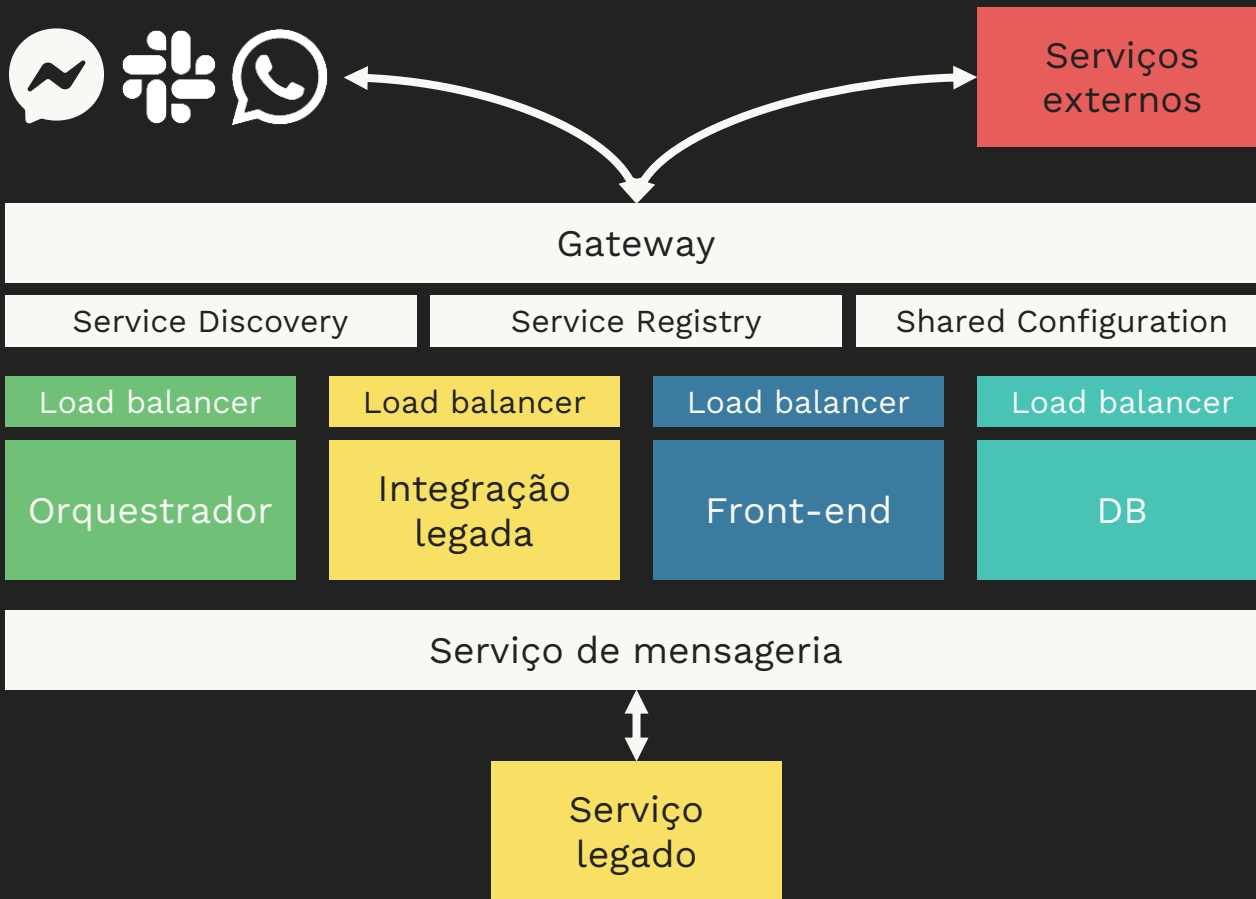 Serviços
externos
Gateway
Service Discovery
Service Registry
Shared Configuration
Load balancer
Load balancer
Load balancer
Load balancer
Orquestrador
Integração
legada
Front-end
DB
Serviço de mensageria
Serviço
legado